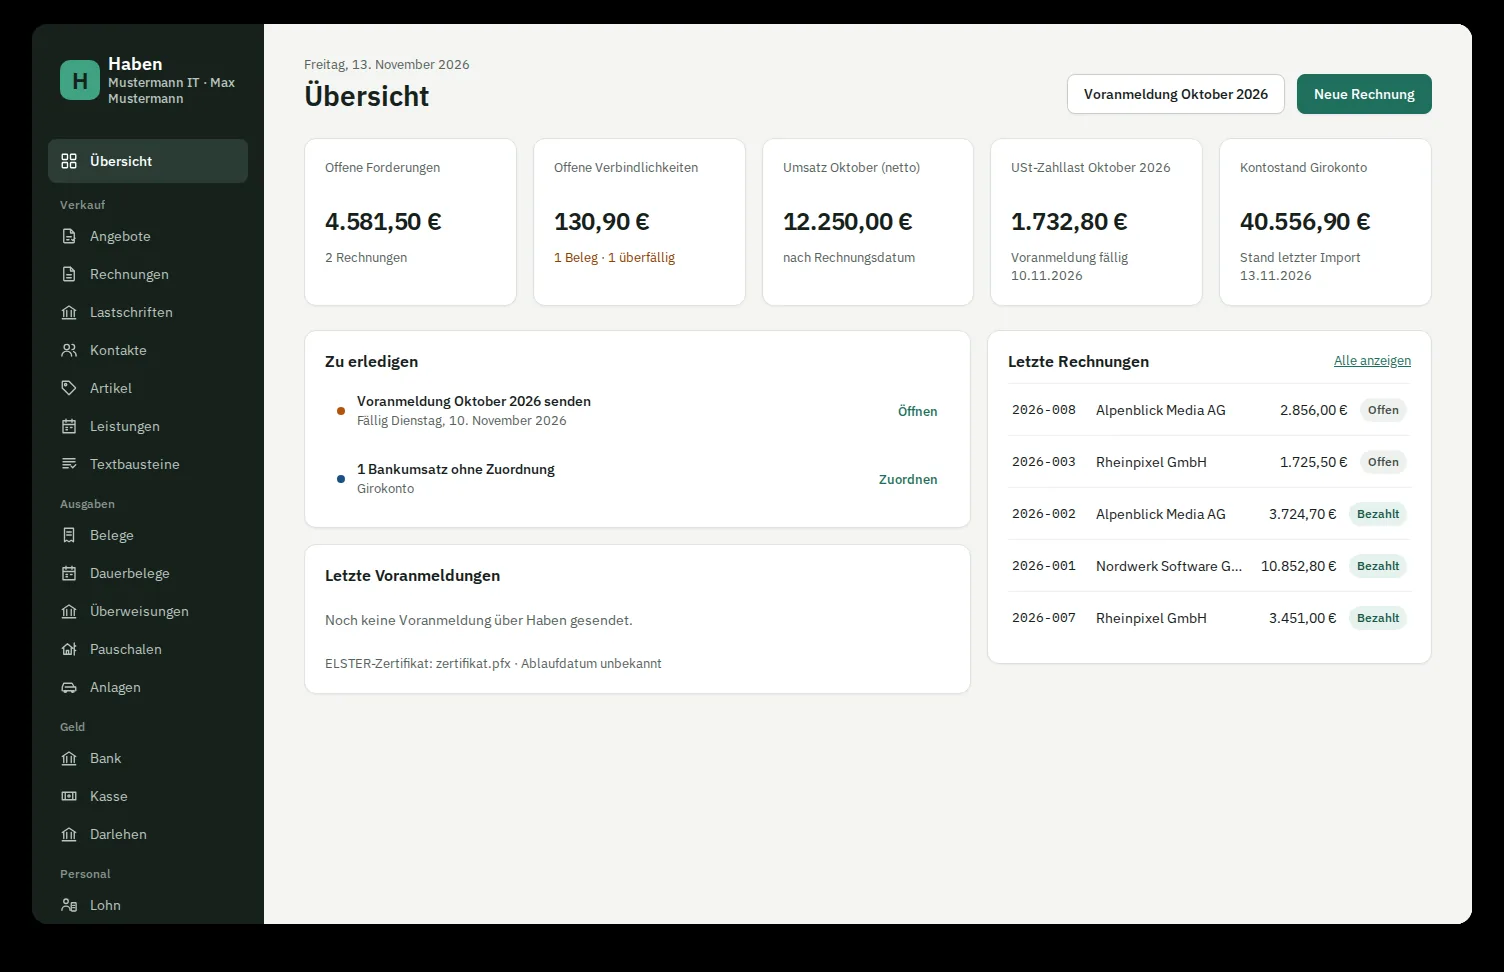 H
Haben
Mustermann IT · Max
Mustermann
Übersicht
Verkauf
Angebote
Rechnungen
Lastschriften
Kontakte
Artikel
Leistungen
Textbausteine
Ausgaben
Belege
Dauerbelege
Überweisungen
Pauschalen
Anlagen
Geld
Bank
Kasse
Darlehen
Personal
Lohn
Freitag, 13. November 2026
Übersicht
Voranmeldung Oktober 2026
Neue Rechnung
Offene Forderungen
4.581,50 €
2 Rechnungen
Offene Verbindlichkeiten
130,90 €
1 Beleg · 1 überfällig
Umsatz Oktober (netto)
12.250,00 €
nach Rechnungsdatum
USt-Zahllast Oktober 2026
1.732,80 €
Voranmeldung fällig
10.11.2026
Kontostand Girokonto
40.556,90 €
Stand letzter Import
13.11.2026
Zu erledigen
Voranmeldung Oktober 2026 senden
Fällig Dienstag, 10. November 2026
Öffnen
1 Bankumsatz ohne Zuordnung
Girokonto
Zuordnen
Letzte Voranmeldungen
Noch keine Voranmeldung über Haben gesendet.
ELSTER-Zertifikat: zertifikat.pfx · Ablaufdatum unbekannt
Letzte Rechnungen Alle anzeigen
2026-008 Alpenblick Media AG 2.856,00 € Offen
2026-003 Rheinpixel GmbH 1.725,50 € Offen
2026-002 Alpenblick Media AG 3.724,70 € Bezahlt
2026-001 Nordwerk Software G... 10.852,80 € Bezahlt
2026-007 Rheinpixel GmbH 3.451,00 € Bezahlt